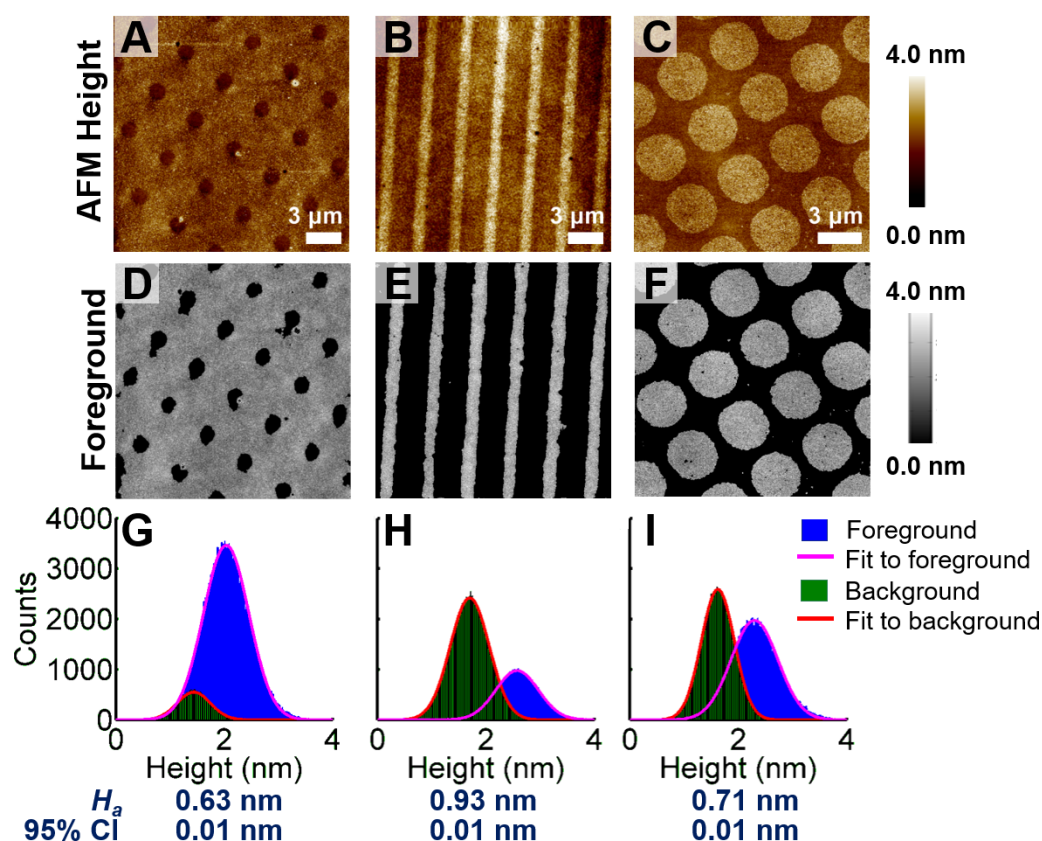 AFM Height
A
B
C
3 μm
3 μm
3 μm
4.0 nm
0.0 nm
Foreground
D
E
F
4.0 nm
0.0 nm
G
H
I
Counts
4000
3000
2000
1000
0
0 2 4
0 2 4
0 2 4
Height (nm)
Height (nm)
Height (nm)
Foreground
Fit to foreground
Background
Fit to background
Ha 0.63 nm 0.93 nm 0.71 nm
95% CI 0.01 nm 0.01 nm 0.01 nm